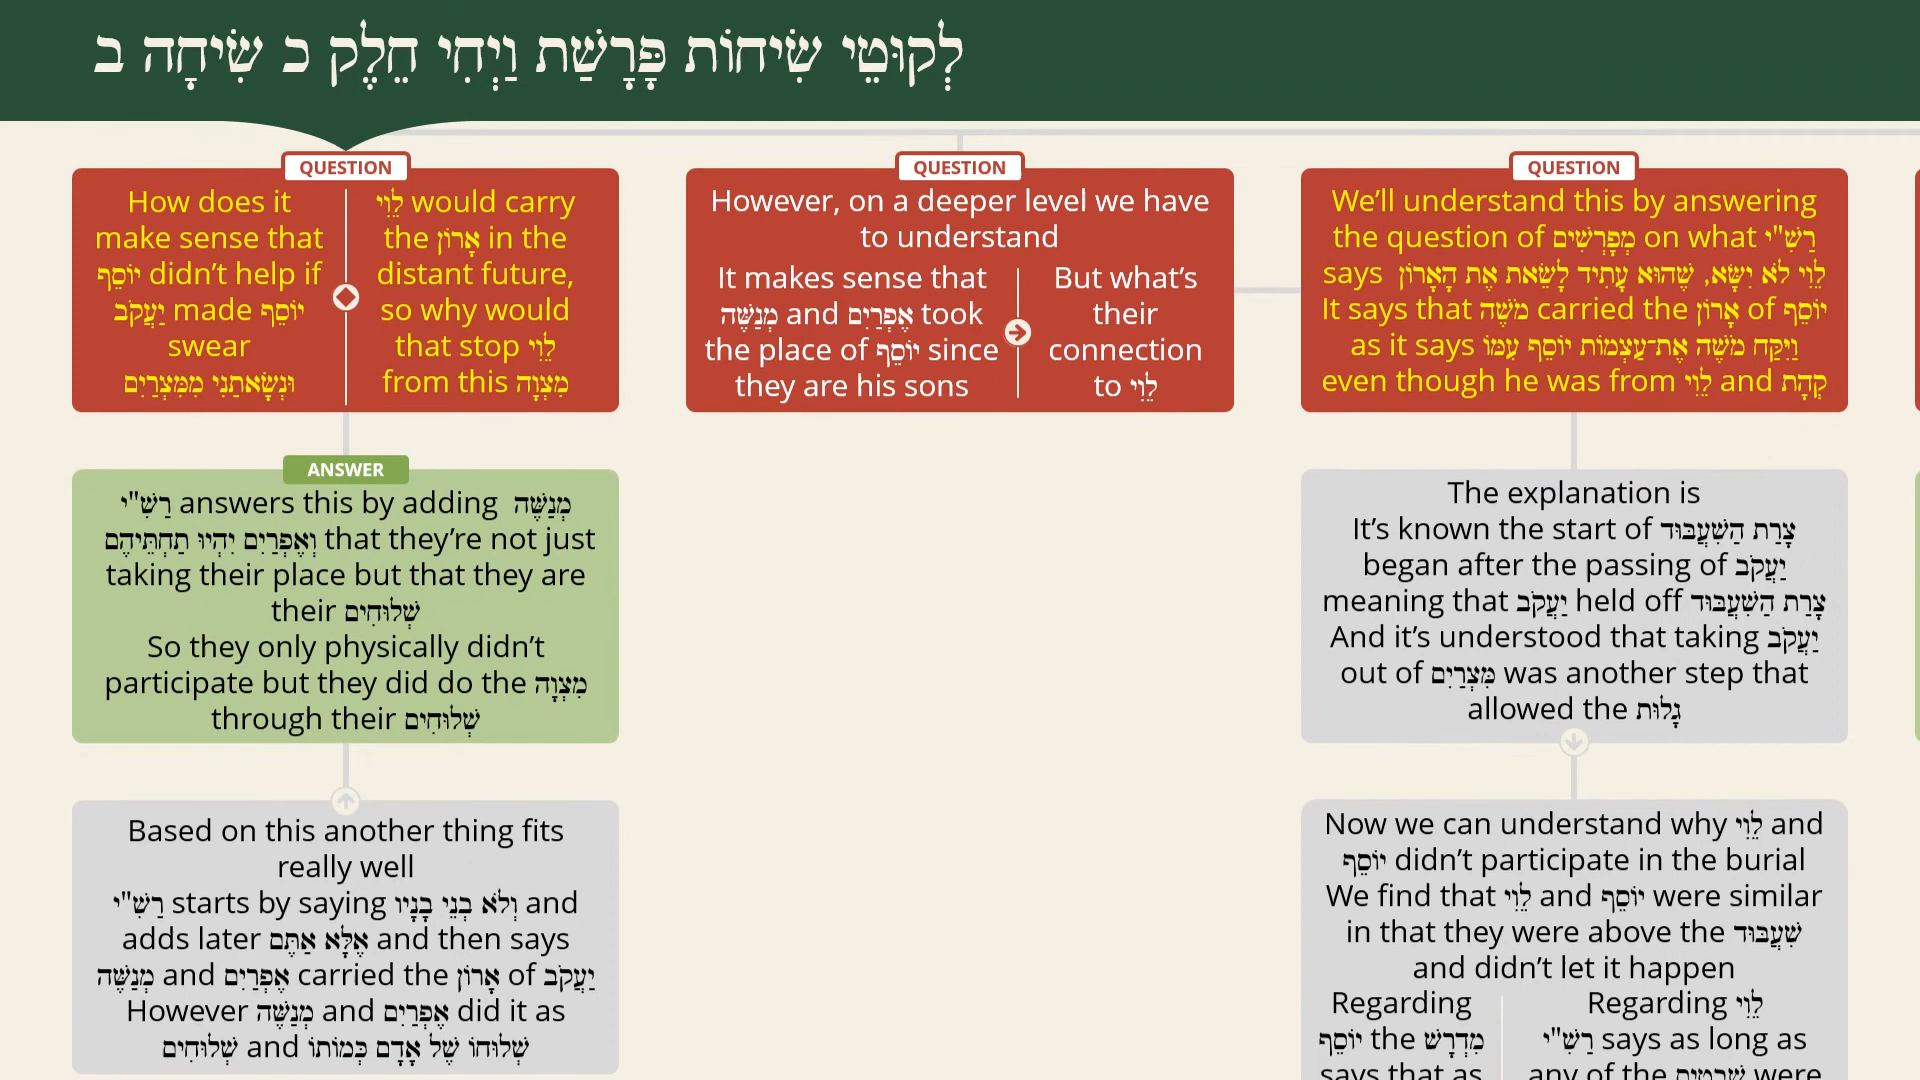 לְקוּטֵי שִׂיחוֹת פָּרָשַׁת וַיְחִי חֵלֶק כ שִׂיחָה ב
QUESTION
How does it
make sense that
יוֹסֵף didn’t help if
יַעֲקֹב made יוֹסֵף
swear
וּנְשָׂאתַנִי מִמִּצְרַיִם
לֵוִי would carry
the אָרוֹן in the
distant future,
so why would
that stop לֵוִי
from this מִצְוָה
ANSWER
רַשִׁ"י answers this by adding מְנַשֶּׁה
וְאֶפְרַיִם יִהְיוּ תַחְתֵּיהֶם that they’re not just
taking their place but that they are
their שְׁלוּחִים
So they only physically didn’t
participate but they did do the מִצְוָה
through their שְׁלוּחִים
Based on this another thing fits
really well
רַשִׁ"י starts by saying וְלֹא בְנֵי בָנָיו and
adds later אֶלָּא אַתֶּם and then says
מְנַשֶּׁה and אֶפְרַיִם carried the אָרוֹן of יַעֲקֹב
However מְנַשֶּׁה and אֶפְרַיִם did it as
שְׁלוּחִים and שְׁלוּחוֹ שֶׁל אָדָם כְּמוֹתוֹ
QUESTION
However, on a deeper level we have
to understand
It makes sense that
מְנַשֶּׁה and אֶפְרַיִם took
the place of יוֹסֵף since
they are his sons
But what’s
their
connection
to לֵוִי
QUESTION
We’ll understand this by answering
the question of מְפָרְשִׁים on what רַשִׁ"י
says לֵוִי לֹא יִשָּׂא, שֶׁהוּא עָתִיד לָשֵׂאת אֶת הָאָרוֹן
It says that מֹשֶׁה carried the אָרוֹן of יוֹסֵף
as it says וַיִּקַּח מֹשֶׁה אֶת־עַצְמוֹת יוֹסֵף עִמּוֹ
even though he was from לֵוִי and קְהָת
The explanation is
It’s known the start of צָרַת הַשִּׁעֲבּוּד
began after the passing of יַעֲקֹב
meaning that יַעֲקֹב held off צָרַת הַשִּׁעֲבּוּד
And it’s understood that taking יַעֲקֹב
out of מִצְרַיִם was another step that
allowed the גָלוּת
Now we can understand why לֵוִי and
יוֹסֵף didn’t participate in the burial
We find that לֵוִי and יוֹסֵף were similar
in that they were above the שִׁעֲבּוּד
and didn’t let it happen
Regarding
יוֹסֵף the מִדְרָשׁ
says that as
Regarding לֵוִי
רַשִׁ"י says as long as
any of the שְׁבָטִים were